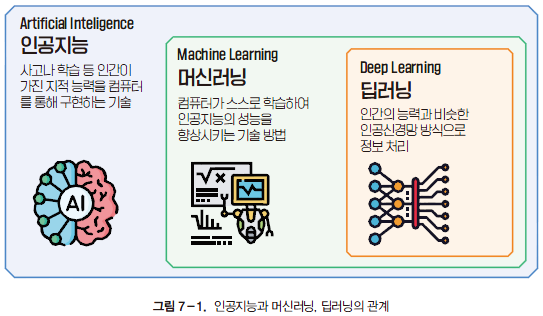 Artificial Inteligence
인공지능
사고나 학습 등 인간이
가진 지적 능력을 컴퓨터
를 통해 구현하는 기술
AI
Machine Learning
머신러닝
컴퓨터가 스스로 학습하여
인공지능의 성능을
향상시키는 기술 방법
Deep Learning
딥러닝
인간의 능력과 비슷한
인공신경망 방식으로
정보 처리
그림 7-1. 인공지능과 머신러닝, 딥러닝의 관계